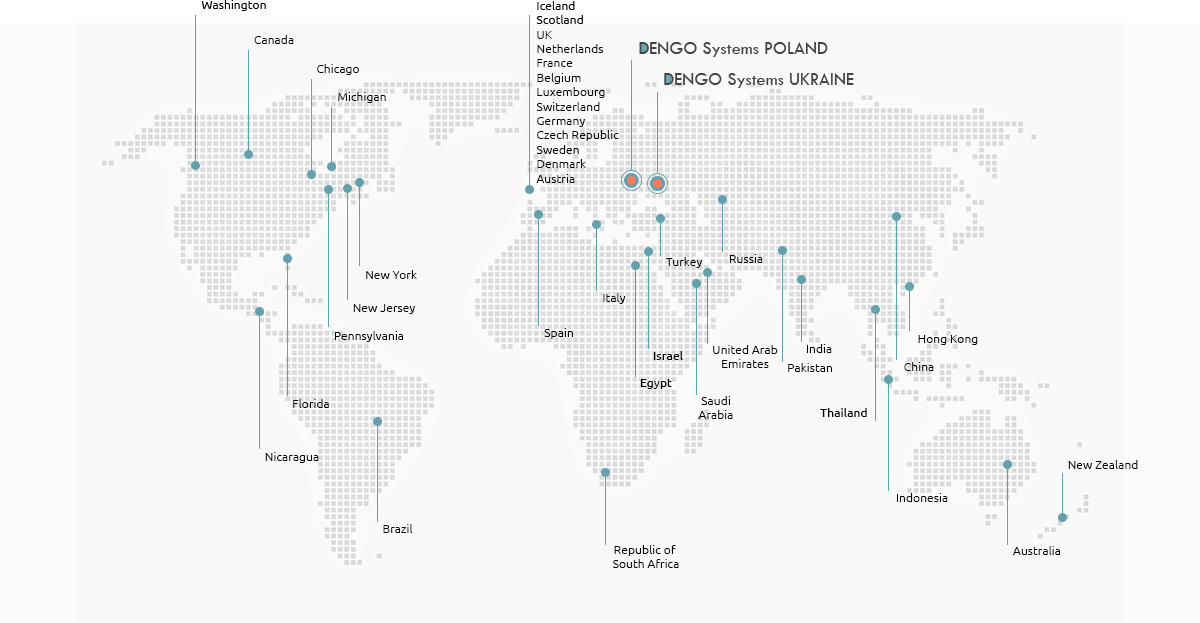 Washington
Canada
Chicago
Michigan
Iceland
Scotland
UK
Netherlands
France
Belgium
Luxembourg
Switzerland
Germany
Czech Republic
Sweden
Denmark
Austria
DENGO Systems POLAND
DENGO Systems UKRAINE
New York
New Jersey
Pennsylvania
Florida
Nicaragua
Brazil
Italy
Spain
Turkey
Russia
Israel
Egypt
United Arab
Emirates
Saudi
Arabia
Pakistan
India
Hong Kong
China
Thailand
Indonesia
New Zealand
Australia
Republic of
South Africa